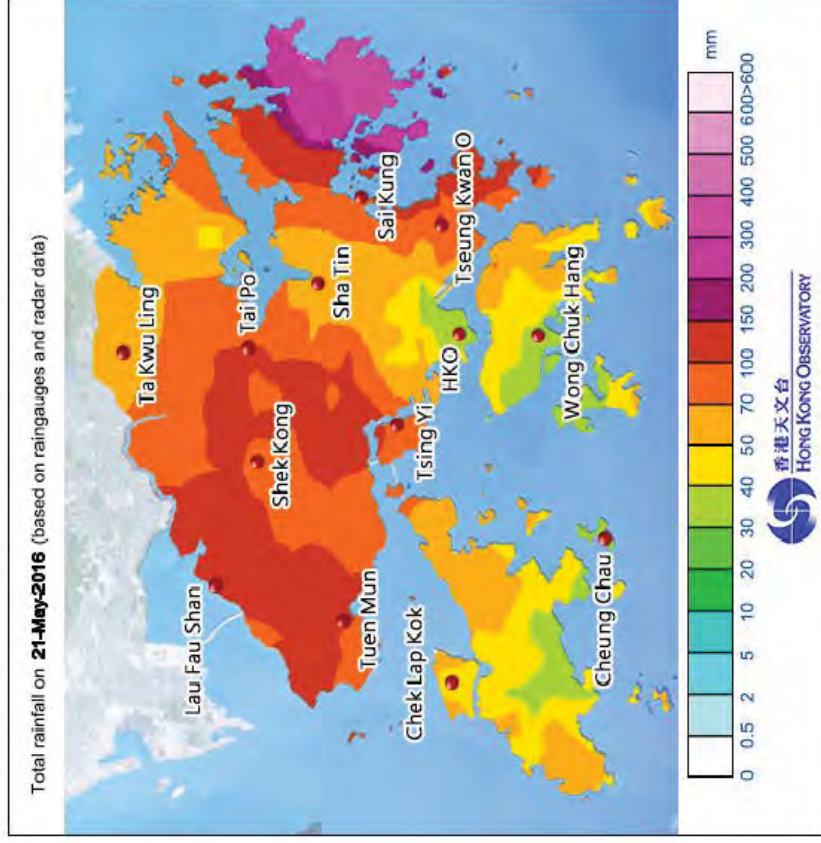 Total rainfall on 21-May-2016 (based on raingauges and radar data)
Ta Kwu Ling
Lau Fau Shan
Tai Po
Shek Kong
Sha Tin
Tuen Mun
Sai Kung
Tsing Yi
Tseung Kwan O
HKO
Chek Lap Kok
Wong Chuk Hang
Cheung Chau
mm
0 0.5 2 5 10 20 30 40 50 70 100 150 200 300 400 500 600 >600
香港天文台
HONG KONG OBSERVATORY